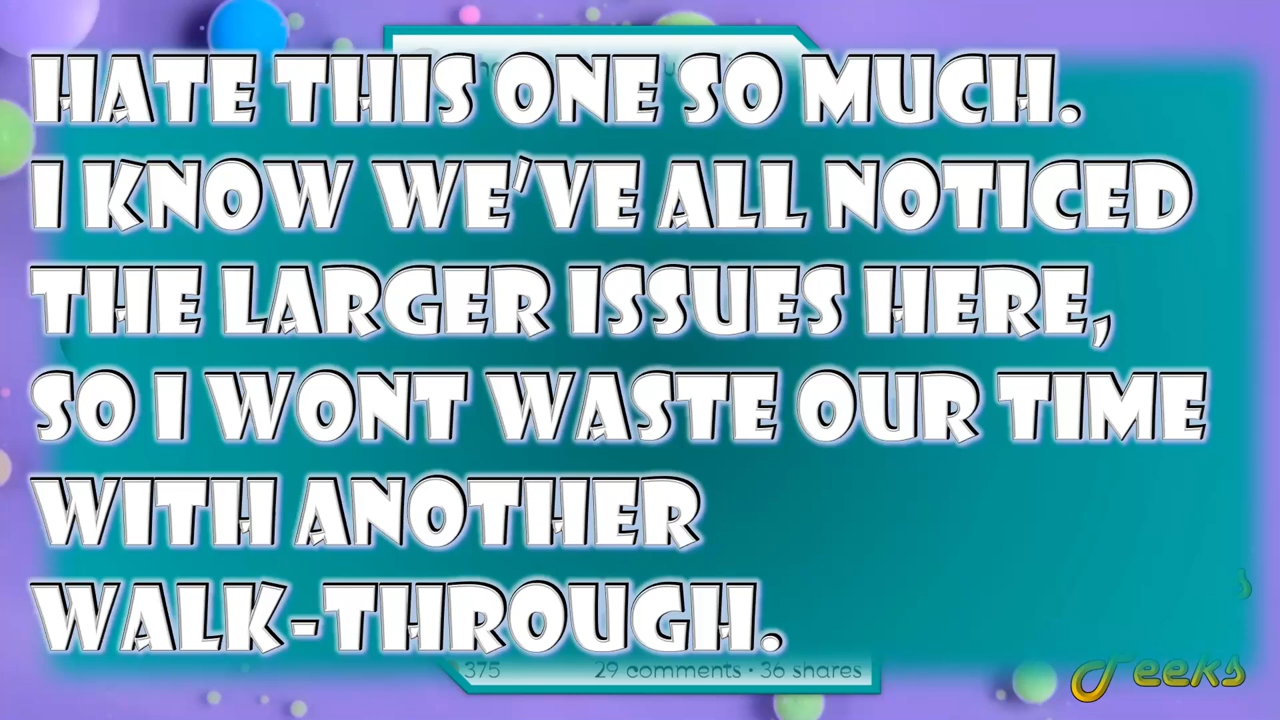 HATE THIS ONE SO MUCH.
I KNOW WE'VE ALL NOTICED
THE LARGER ISSUES HERE,
SO I WONT WASTE OUR TIME
WITH ANOTHER
WALK-THROUGH.
375 29 comments • 36 shares
eeks